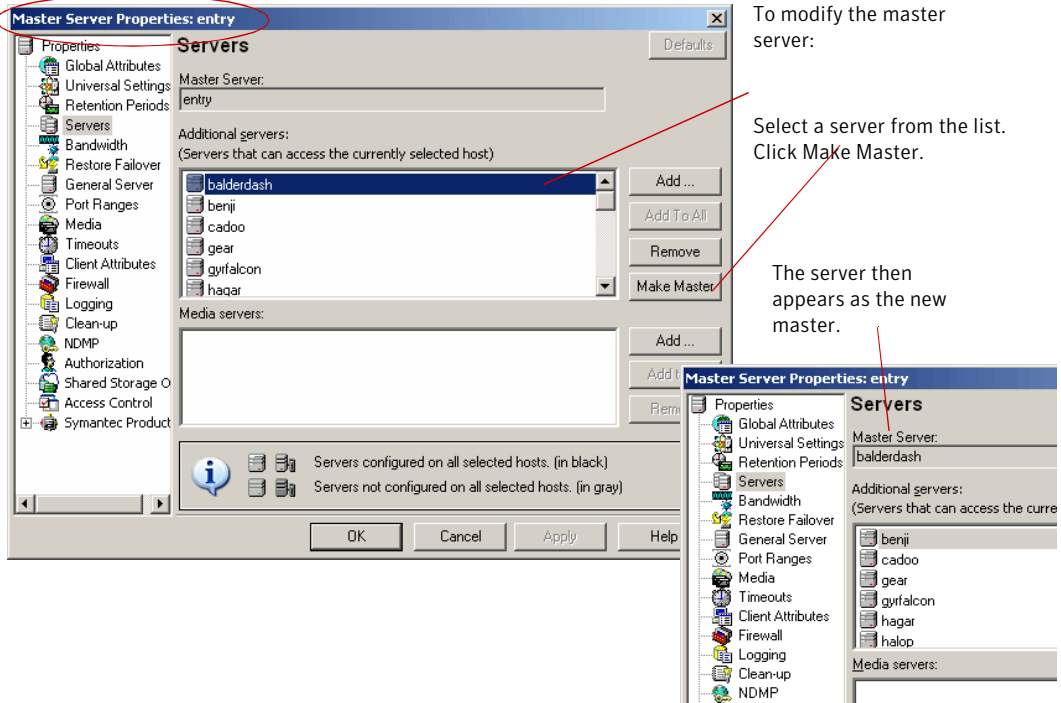 Master Server Properties: entry
Properties
Global Attributes
Universal Settings
Retention Periods
Servers
Bandwidth
Restore Failover
General Server
Port Ranges
Media
Timeouts
Client Attributes
Firewall
Logging
Clean-up
NDMP
Authorization
Shared Storage O
Access Control
Symantec Product
Servers
Defaults
Master Server:
entry
Additional servers:
(Servers that can access the currently selected host)
balderdash
benji
cadoo
gear
gyrfalcon
hagar
Add ...
Add To All
Remove
Make Master
Media servers:
Add ...
Add t
Rem
Servers configured on all selected hosts. (in black)
Servers not configured on all selected hosts. (in gray)
OK
Cancel
Apply
Help
To modify the master
server:
Select a server from the list.
Click Make Master.
The server then
appears as the new
master.
Master Server Properties: entry
Properties
Global Attributes
Universal Settings
Retention Periods
Servers
Bandwidth
Restore Failover
General Server
Port Ranges
Media
Timeouts
Client Attributes
Firewall
Logging
Clean-up
NDMP
Servers
Master Server:
balderdash
Additional servers:
(Servers that can access the curre
benji
cadoo
gear
gyrfalcon
hagar
halop
Media servers: